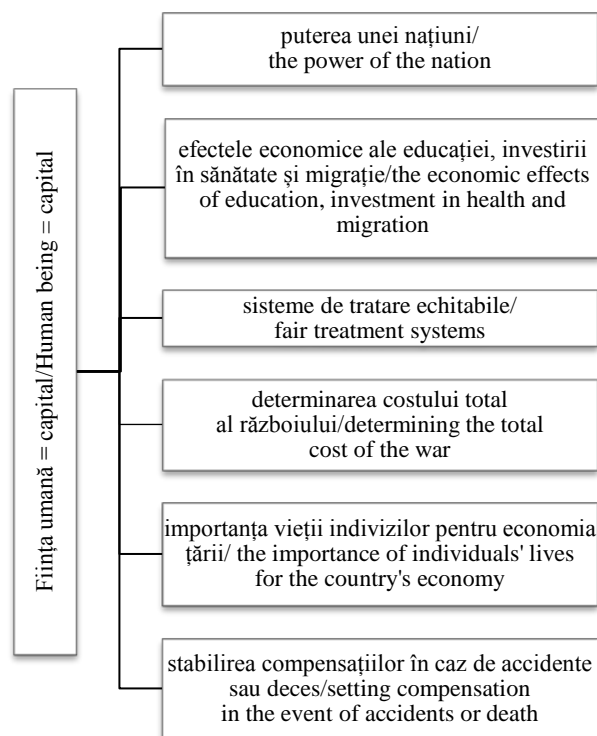 Ființa umană = capital/Human being = capital
puterea unei națiuni/
the power of the nation
efectele economice ale educației, investirii
în sănătate și migrație/the economic effects
of education, investment in health and
migration
sisteme de tratare echitabile/
fair treatment systems
determinarea costului total
al războiului/determining the total
cost of the war
importanța vieții indivizilor pentru economia
țării/ the importance of individuals' lives
for the country's economy
stabilirea compensațiilor în caz de accidente
sau deces/setting compensation
in the event of accidents or death